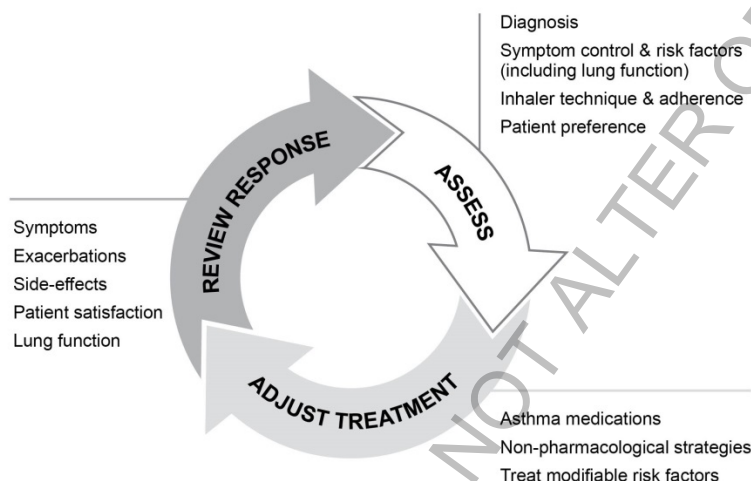 Diagnosis
Symptom control & risk factors
(including lung function)
Inhaler technique & adherence
Patient preference
REVIEW RESPONSE
ASSESS
Symptoms
Exacerbations
Side-effects
Patient satisfaction
Lung function
ADJUST TREATMENT
Asthma medications
Non-pharmacological strategies
Treat modifiable risk factors
NOT ALTER